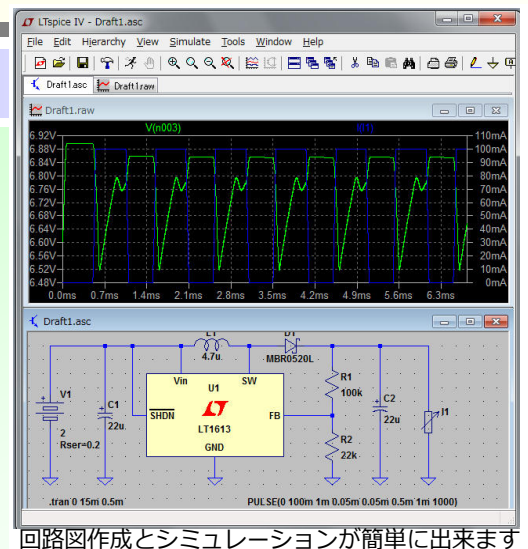 LTspice IV - Draft1.asc
File Edit Hierarchy View Simulate Tools Window Help
Draft1.asc Draft1.raw
Draft1.raw
V(n003) I(I1)
6.92V 110mA
6.88V 100mA
6.84V 90mA
6.80V 80mA
6.76V 70mA
6.72V 60mA
6.68V 50mA
6.64V 40mA
6.60V 30mA
6.56V 20mA
6.52V 10mA
6.48V 0mA
0.0ms 0.7ms 1.4ms 2.1ms 2.8ms 3.5ms 4.2ms 4.9ms 5.6ms 6.3ms
Draft1.asc
L1 D1
4.7u MBR0520L
Vin U1 SW
R1
100k
V1 C1 C2
22u SHDN LT1613 FB 22u I1
2
Rser=0.2
GND
R2
22k
.tran 0 15m 0.5m PULSE(0 100m 1m 0.05m 0.05m 0.5m 1m 1000)
回路図作成とシミュレーションが簡単に出来ます